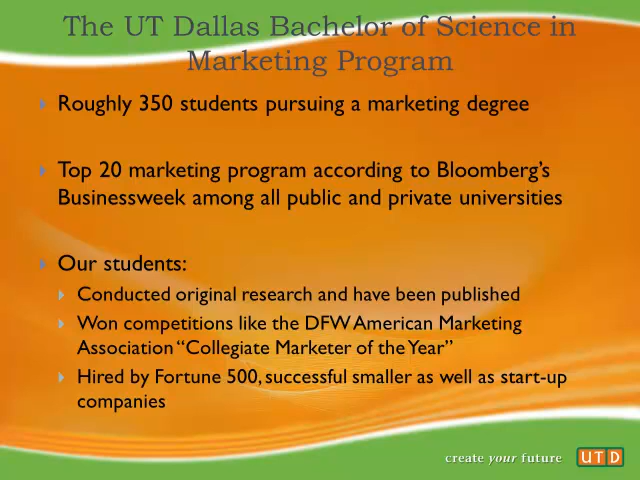 The UT Dallas Bachelor of Science in
Marketing Program
Roughly 350 students pursuing a marketing degree
Top 20 marketing program according to Bloomberg's
Businessweek among all public and private universities
Our students:
Conducted original research and have been published
Won competitions like the DFW American Marketing
Association "Collegiate Marketer of the Year"
Hired by Fortune 500, successful smaller as well as start-up
companies
create your future UTD